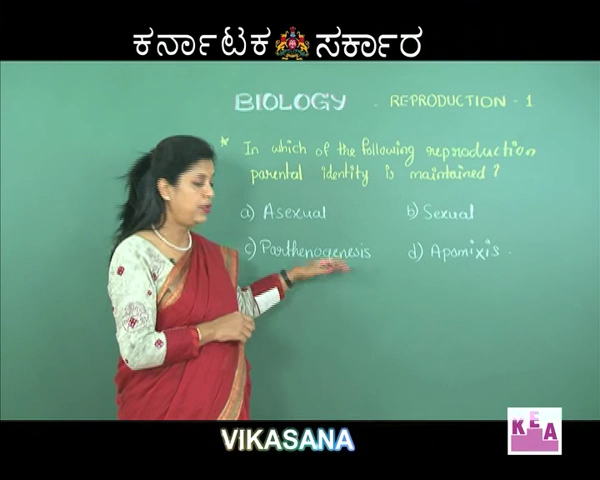 ಕರ್ನಾಟಕ ಸರ್ಕಾರ
BIOLOGY - REPRODUCTION - 1
* In which of the following reproduction
parental identity is maintained ?
a) Asexual b) Sexual
c) Parthenogenesis d) Apomixis .
VIKASANA
KEA